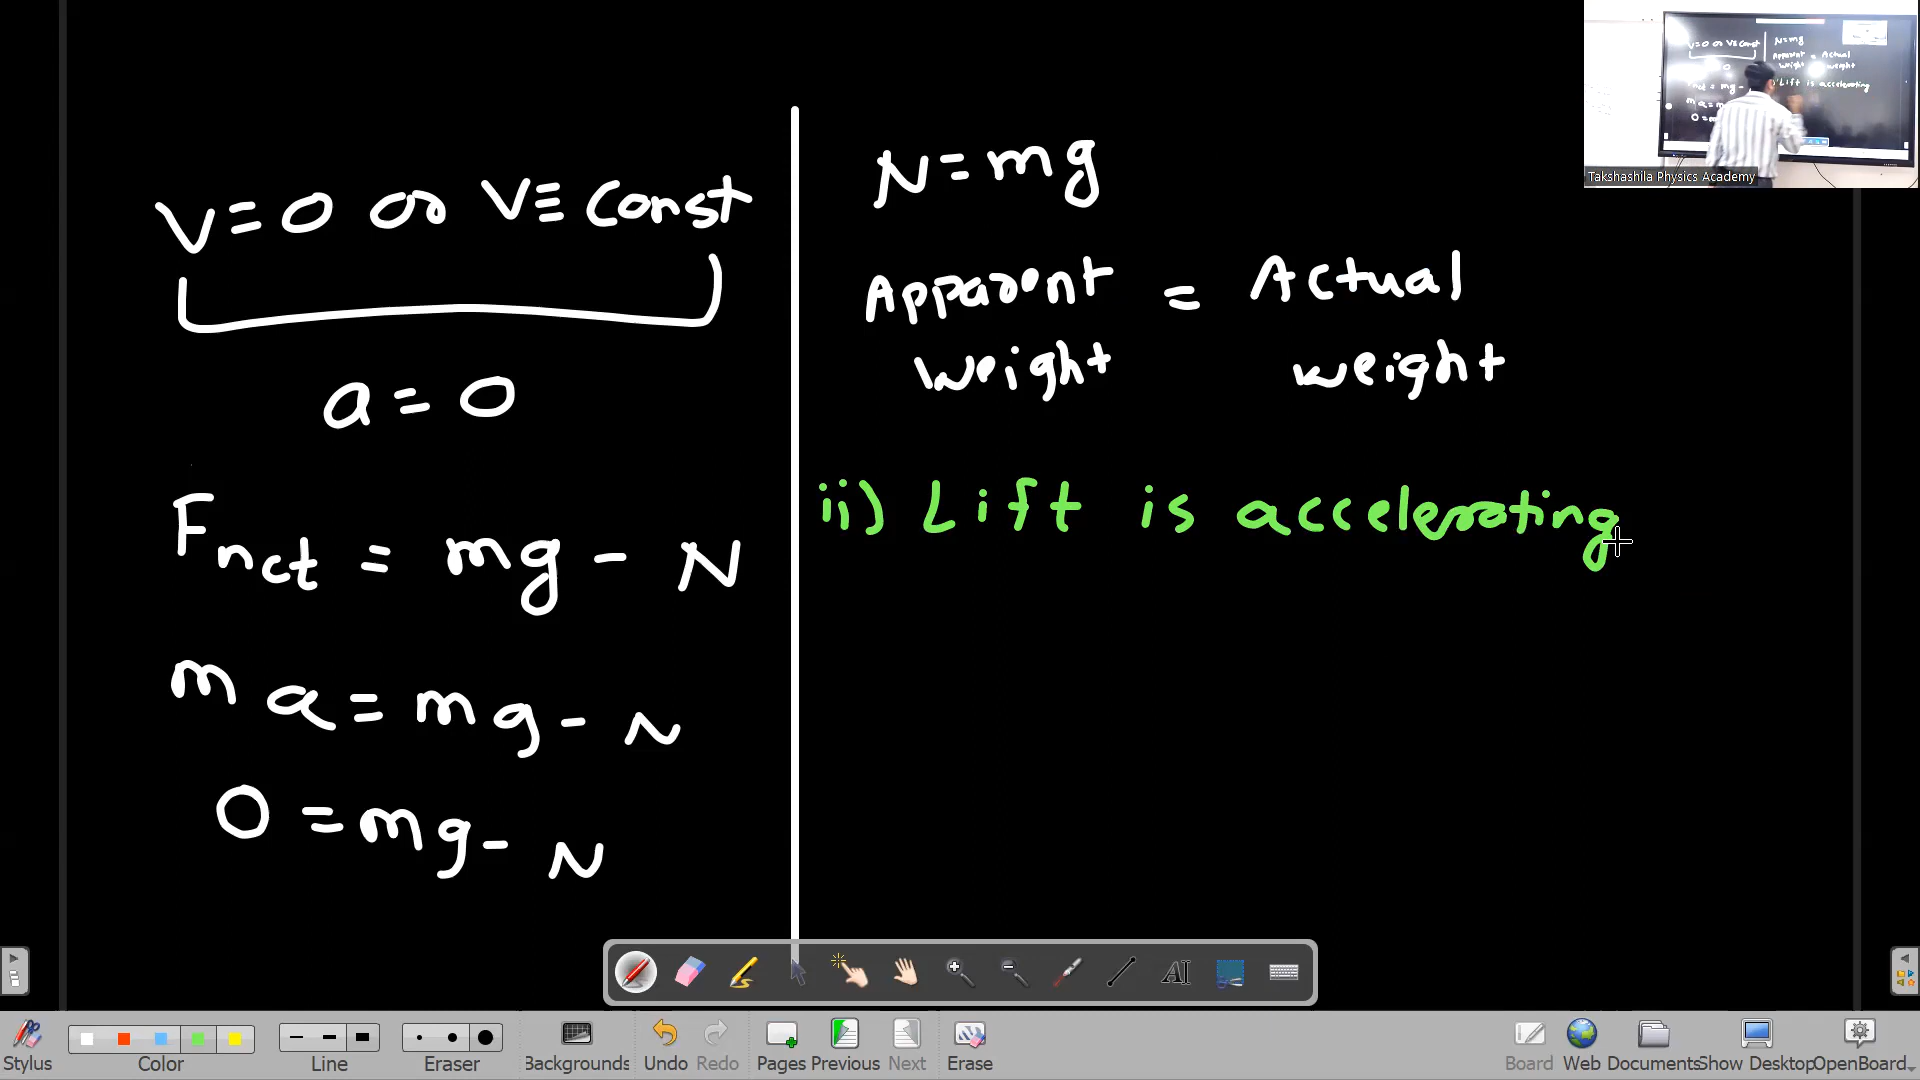 V=0 or V≡ Const
a = 0
Fnct = mg - N
ma = mg - N
0 = mg - N
N = mg
Apparent = Actual
weight weight
ii) Lift is accelerating
Takshashila Physics Academy
Stylus
Color
Line
Eraser
Backgrounds
Undo
Redo
Pages
Previous
Next
Erase
Board
Web
Documents
Show Desktop
OpenBoard